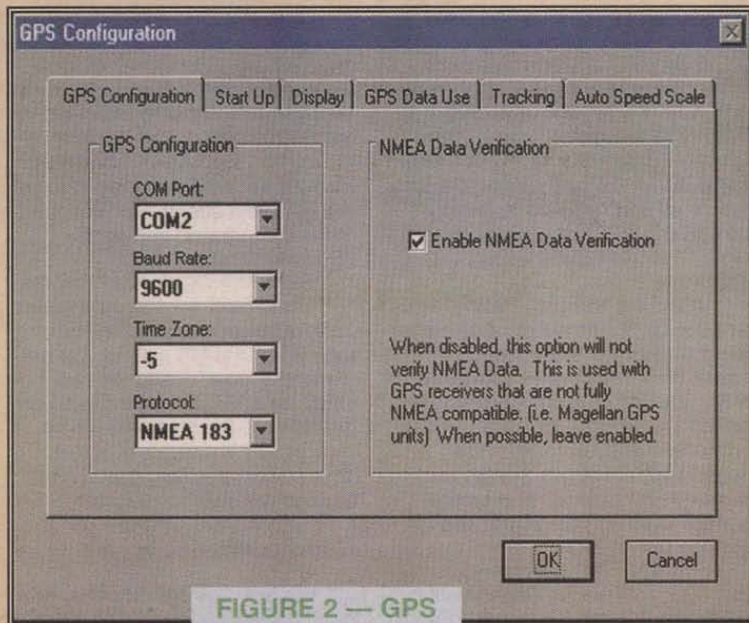 GPS Configuration
GPS Configuration Start Up Display GPS Data Use Tracking Auto Speed Scale
GPS Configuration
COM Port:
COM2
Baud Rate:
9600
Time Zone:
-5
Protocol:
NMEA 183
NMEA Data Verification
Enable NMEA Data Verification
When disabled, this option will not
verify NMEA Data. This is used with
GPS receivers that are not fully
NMEA compatible. (i.e. Magellan GPS
units) When possible, leave enabled.
OK Cancel
FIGURE 2 — GPS